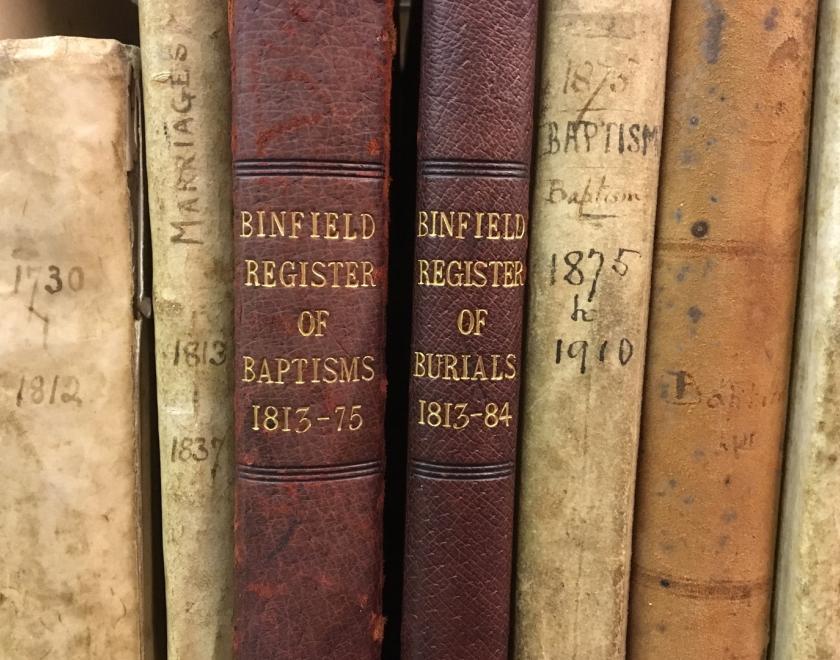 1730
1812
MARRIAGES
1813
1837
BINFIELD
REGISTER
OF
BAPTISMS
1813-75
BINFIELD
REGISTER
OF
BURIALS
1813-84
1875
BAPTISM
Baptism
1875
to
1910